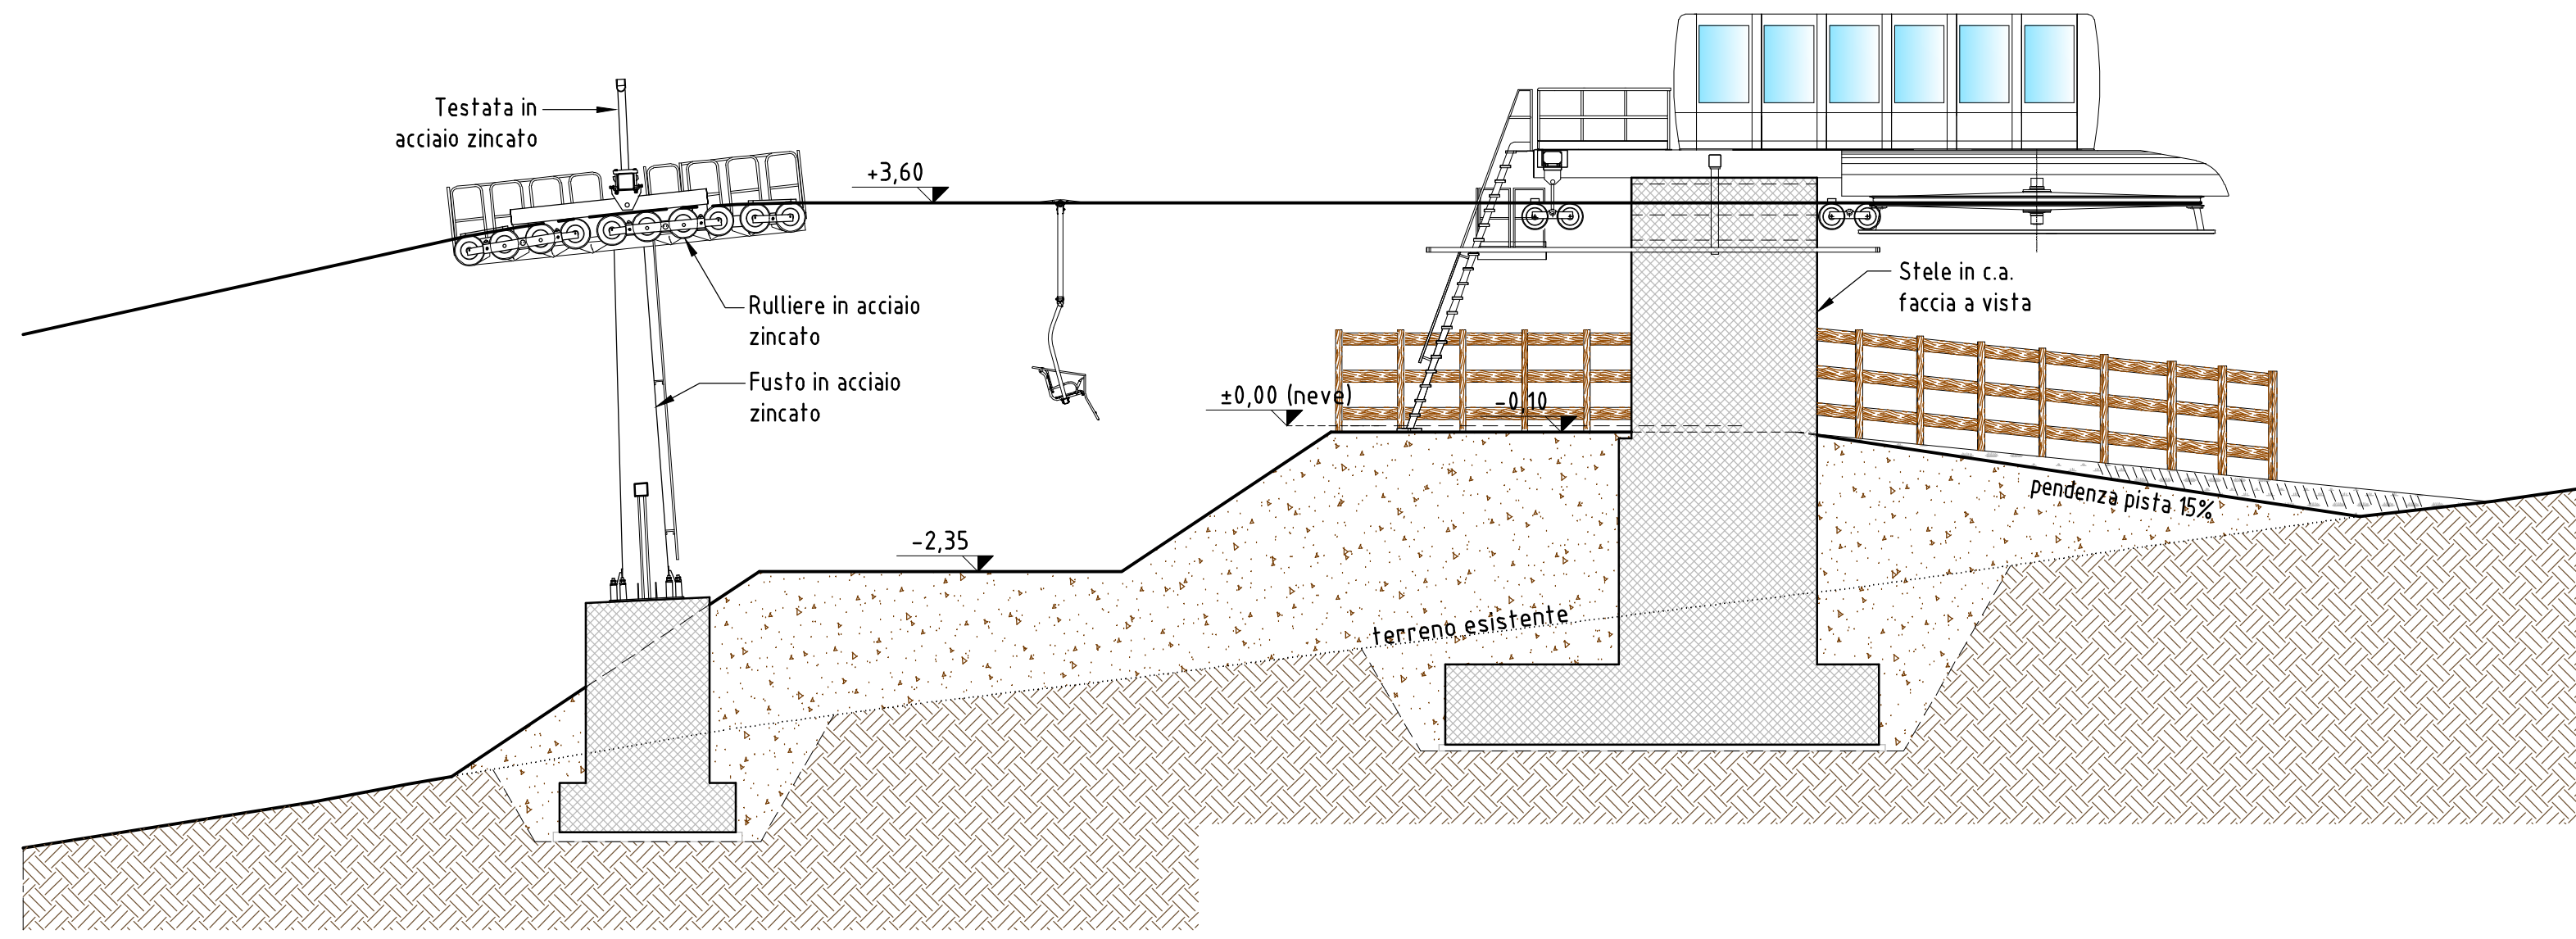 Testata in
acciaio zincato
+3,60
Rulliere in acciaio
zincato
Fusto in acciaio
zincato
Stele in c.a.
faccia a vista
±0,00 (neve)
-0,10
pendenza pista 15%
-2,35
terreno esistente